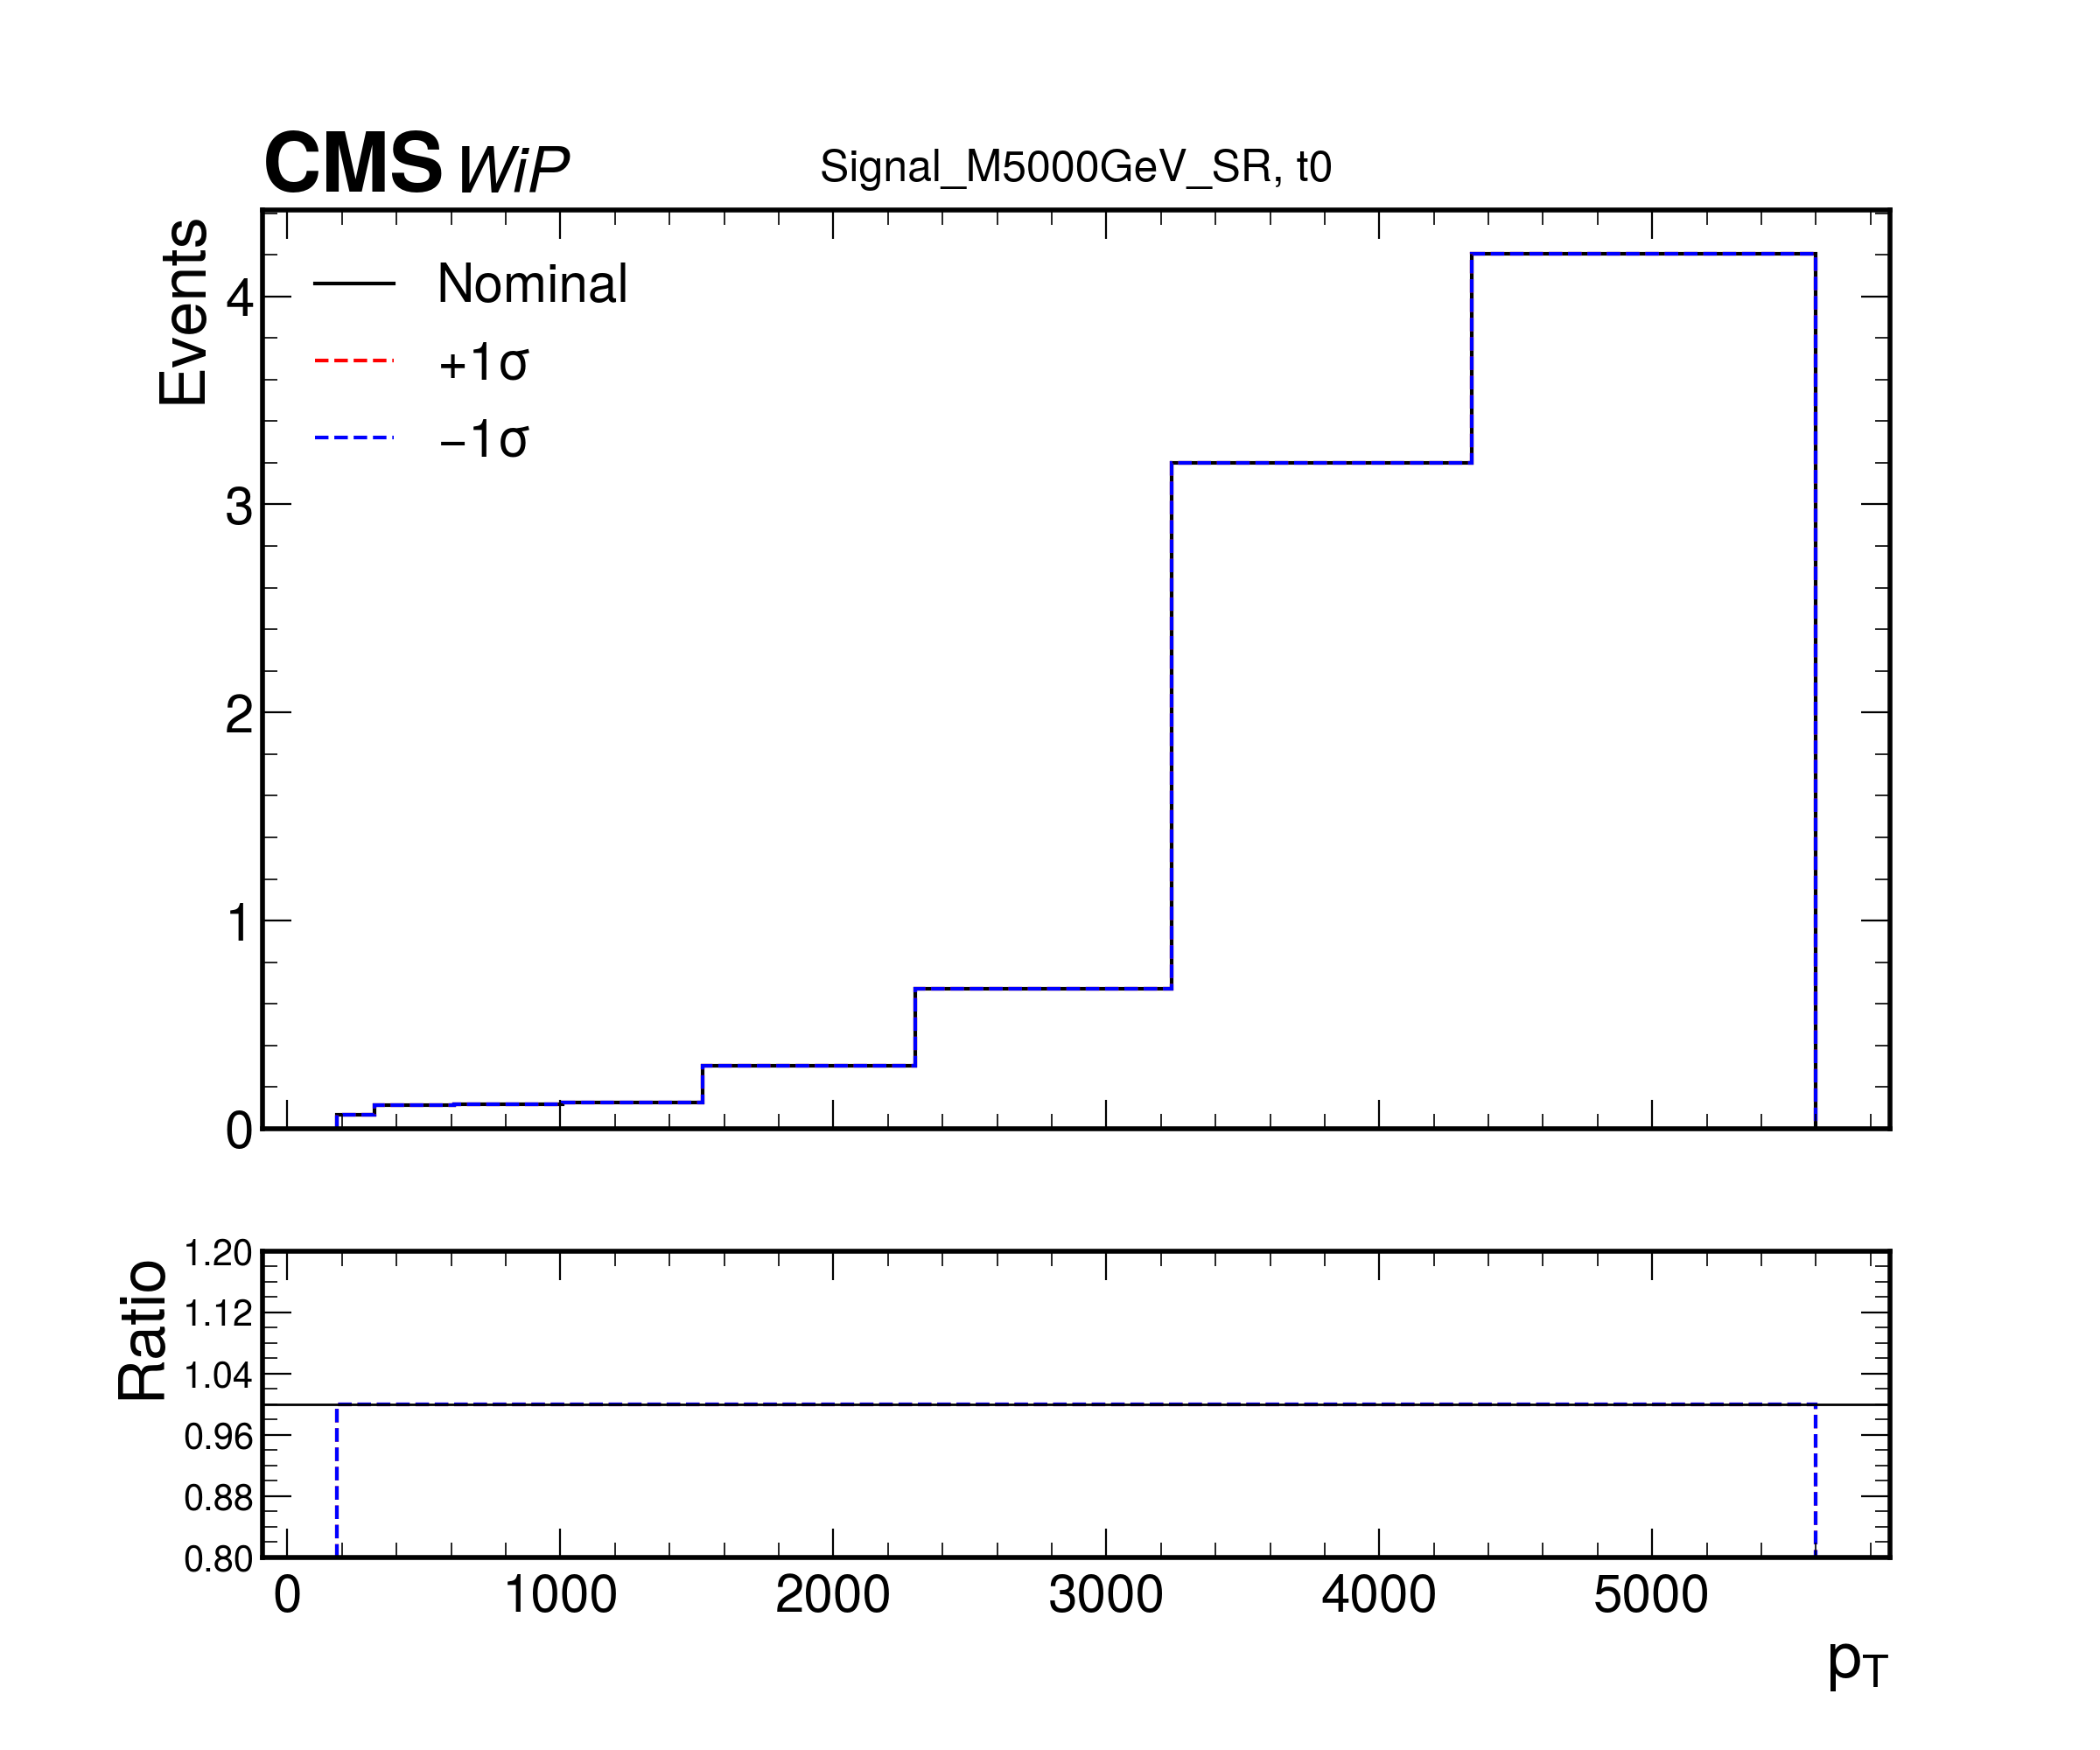 CMS WiP
Signal_M5000GeV_SR, t0
Events
4
3
2
1
0
Nominal
+1σ
−1σ
Ratio
1.20
1.12
1.04
0.96
0.88
0.80
0 1000 2000 3000 4000 5000
pT